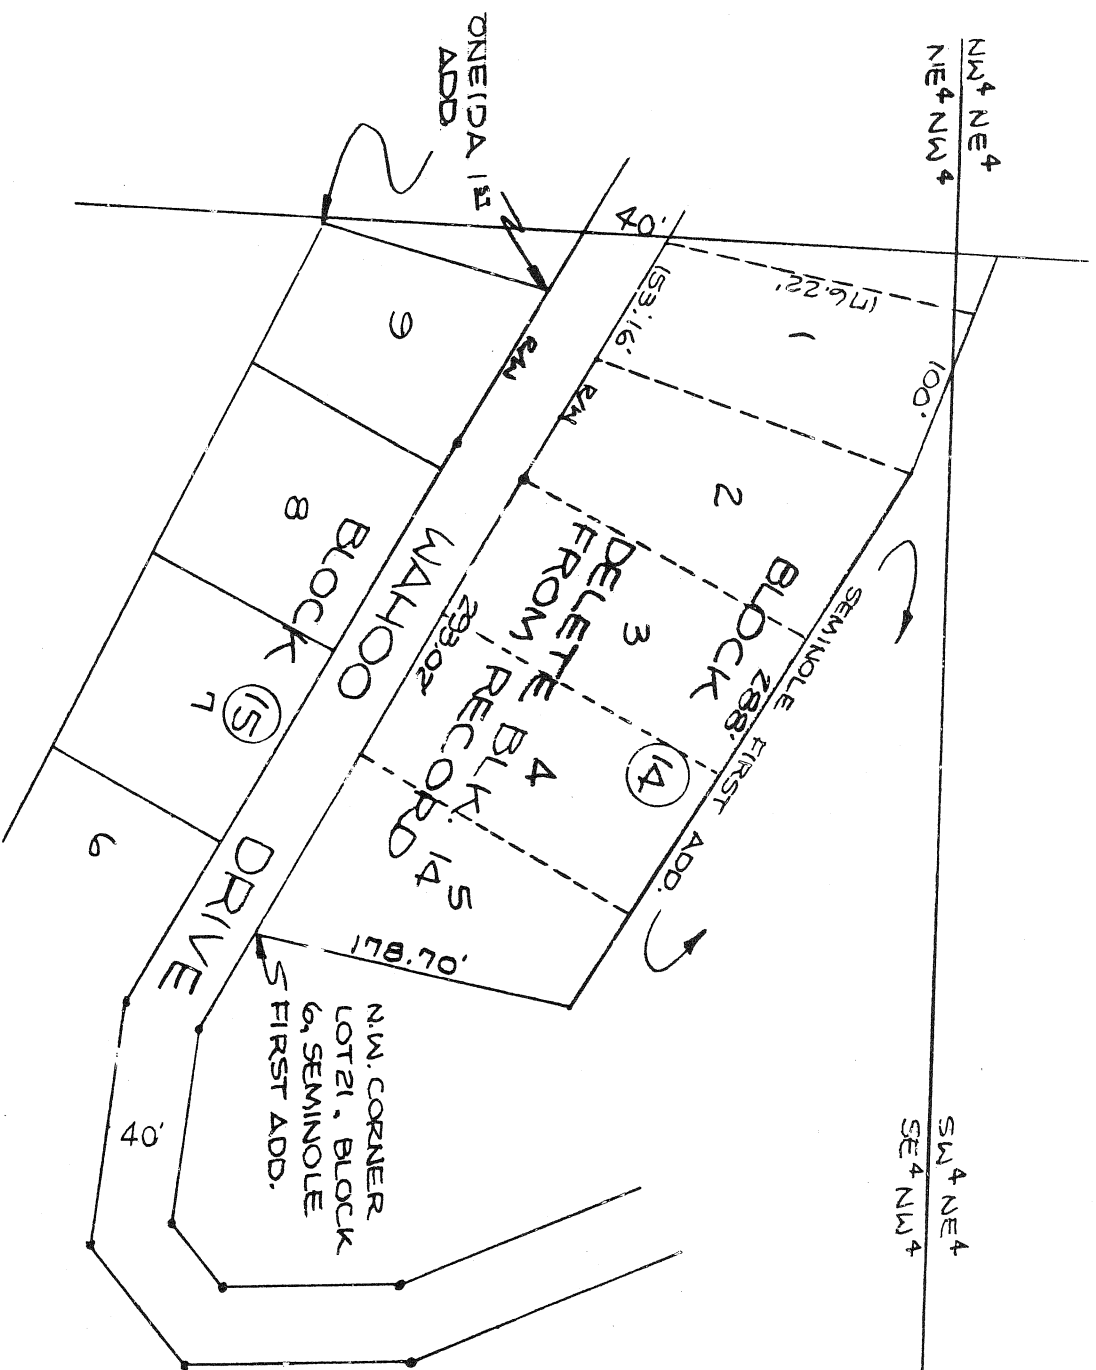 NW⁴ NE⁴
NE⁴ NW⁴
ONEIDA 1ST
ADD.
40'
153.16'
176.22'
1
100'
R/W
R/W
9
2
8
BLOCK
15
7
6
WAHOO
DRIVE
293.02
DELETE BLK. 14
FROM RECORD
3
4
5
BLOCK
14
288'
SEMINOLE FIRST ADD.
178.70'
N.W. CORNER
LOT 21, BLOCK
6, SEMINOLE
FIRST ADD.
40'
SW⁴ NE⁴
SE⁴ NW⁴